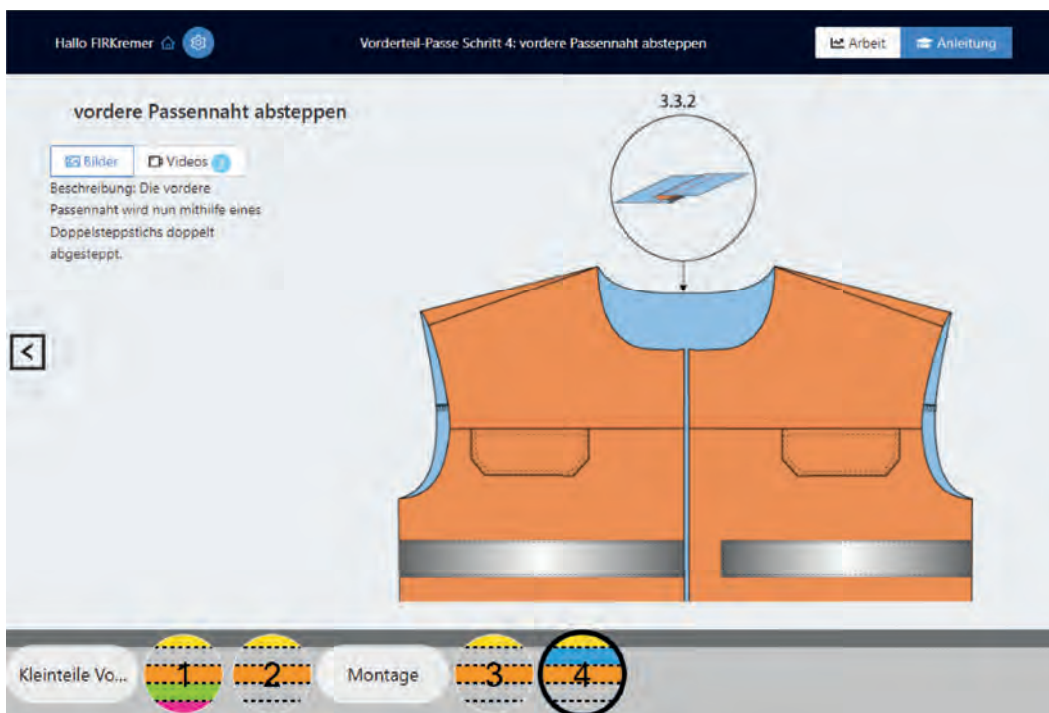 Hallo FIRKremer
Vorderteil-Passe Schritt 4: vordere Passennaht absteppen
Arbeit
Anleitung
vordere Passennaht absteppen
Bilder
Videos
Beschreibung: Die vordere
Passennaht wird nun mithilfe eines
Doppelsteppstichs doppelt
abgesteppt.
3.3.2
<
Kleinteile Vo...
1
2
Montage
3
4